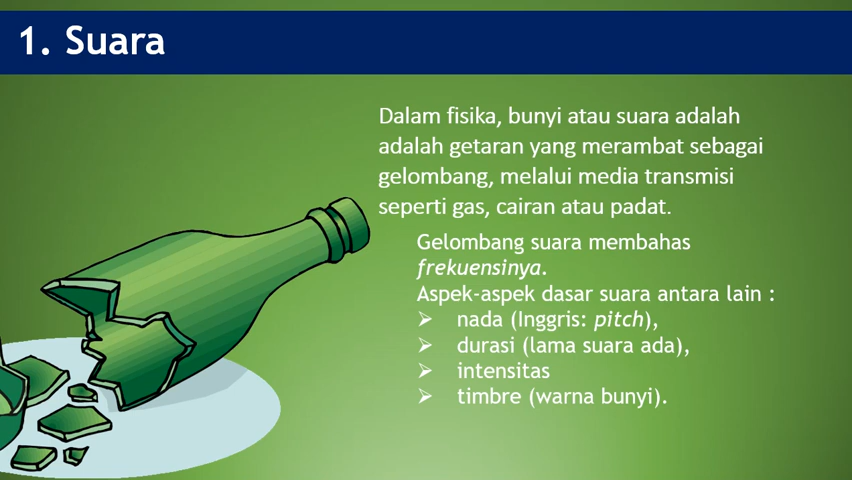 1. Suara
Dalam fisika, bunyi atau suara adalah
adalah getaran yang merambat sebagai
gelombang, melalui media transmisi
seperti gas, cairan atau padat.
Gelombang suara membahas
frekuensinya.
Aspek-aspek dasar suara antara lain :
➢ nada (Inggris: pitch),
➢ durasi (lama suara ada),
➢ intensitas
➢ timbre (warna bunyi).